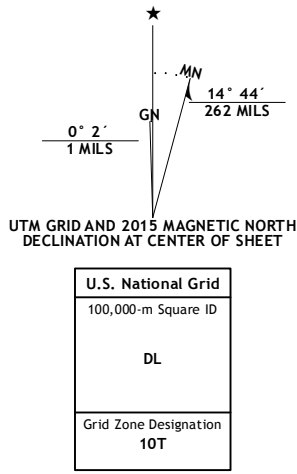 ★
MN
GN
14° 44´
262 MILS
0° 2´
1 MILS
UTM GRID AND 2015 MAGNETIC NORTH
DECLINATION AT CENTER OF SHEET
U.S. National Grid
100,000-m Square ID
DL
Grid Zone Designation
10T